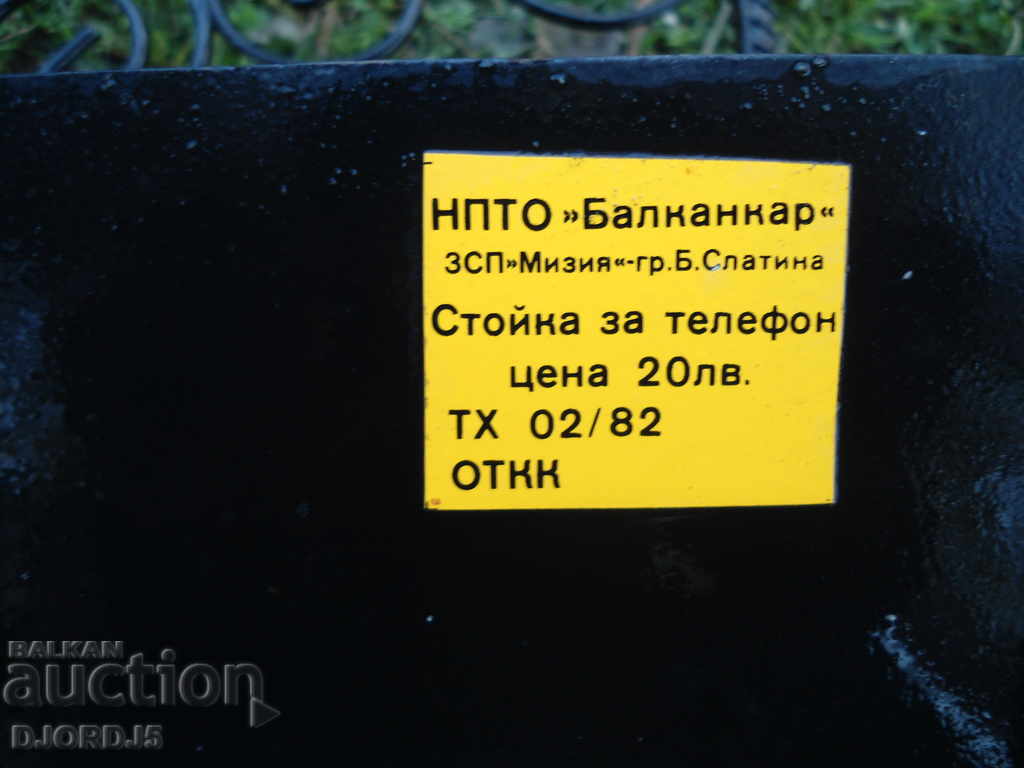 НПТО »Балканкар«
ЗСП»Мизия«-гр.Б.Слатина
Стойка за телефон
цена 20лв.
ТХ 02/82
ОТКК
BALKAN
auction
DJORDJ5